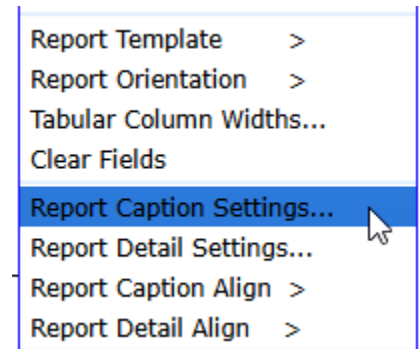 Report Template >
Report Orientation >
Tabular Column Widths...
Clear Fields
Report Caption Settings...
Report Detail Settings...
Report Caption Align >
Report Detail Align >